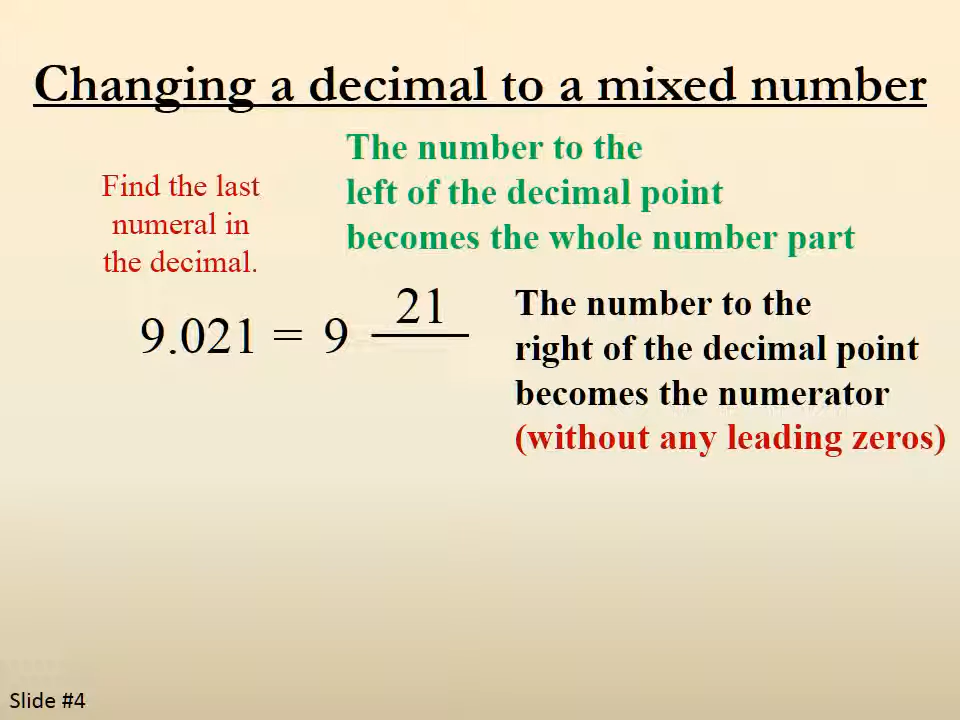 Changing a decimal to a mixed number
The number to the
left of the decimal point
becomes the whole number part
Find the last
numeral in
the decimal.
9.021 = 9 21
The number to the
right of the decimal point
becomes the numerator
(without any leading zeros)
Slide #4